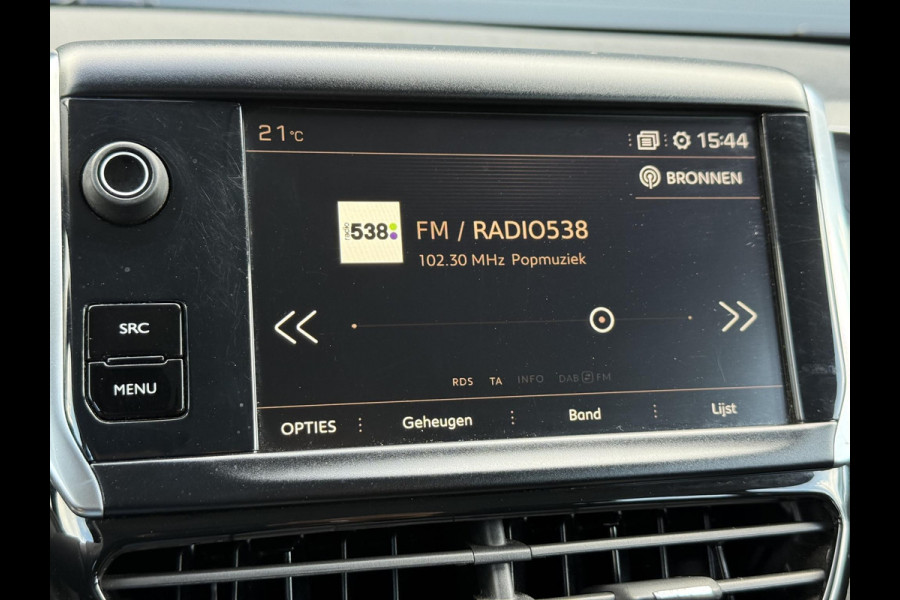 21°C
15:44
BRONNEN
radio 538
FM / RADIO538
102.30 MHz Popmuziek
SRC
MENU
RDS TA INFO DAB FM
OPTIES Geheugen Band Lijst